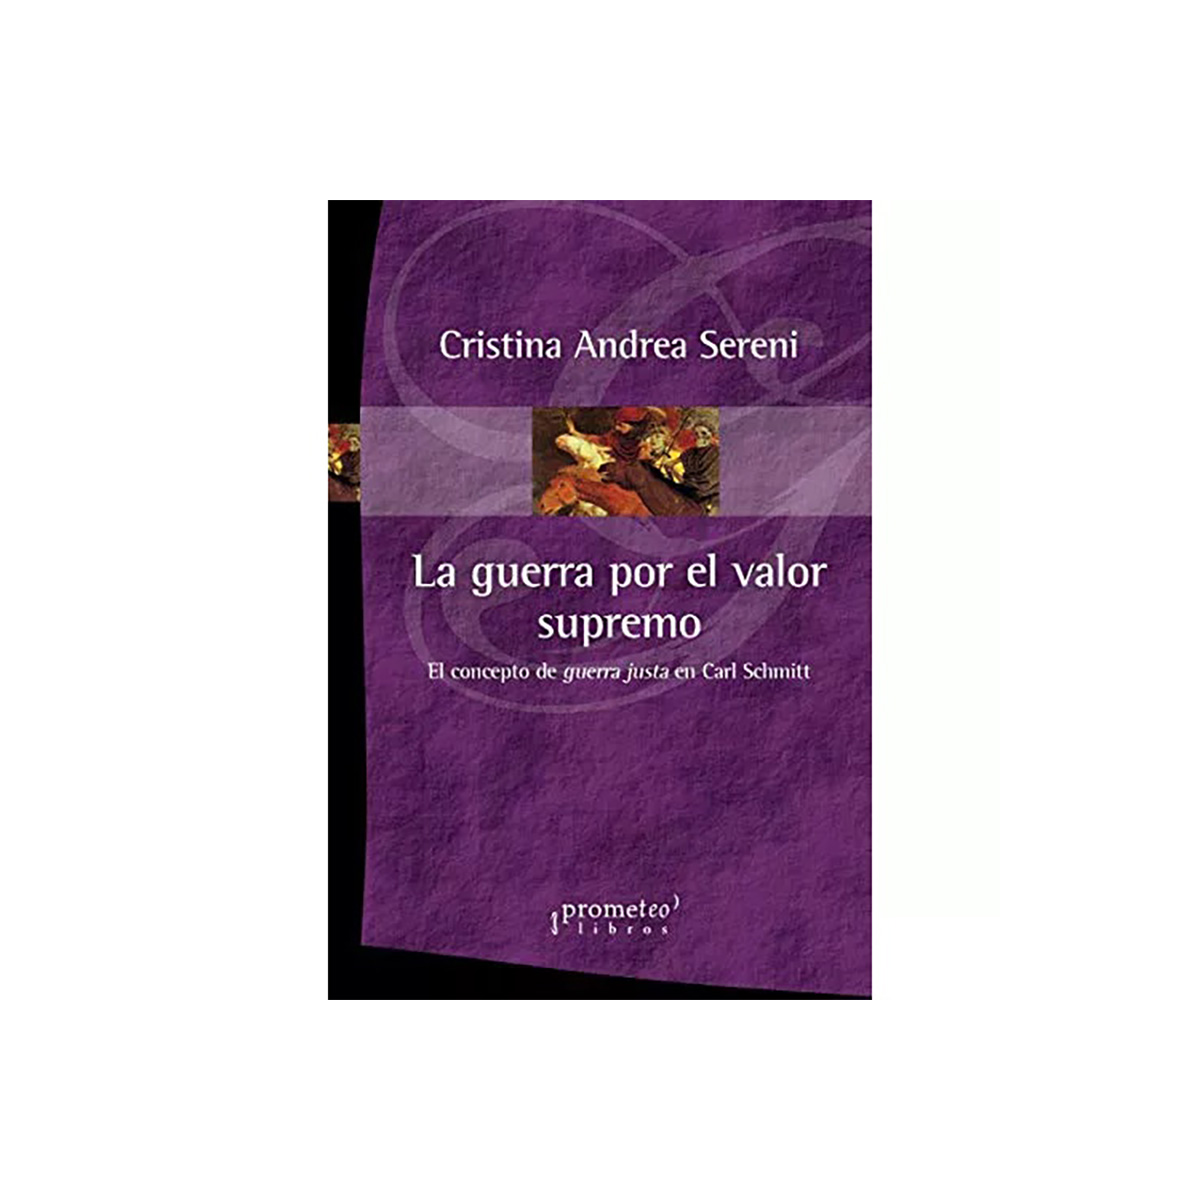 Cristina Andrea Sereni
La guerra por el valor
supremo
El concepto de guerra justa en Carl Schmitt
prometeo
libros